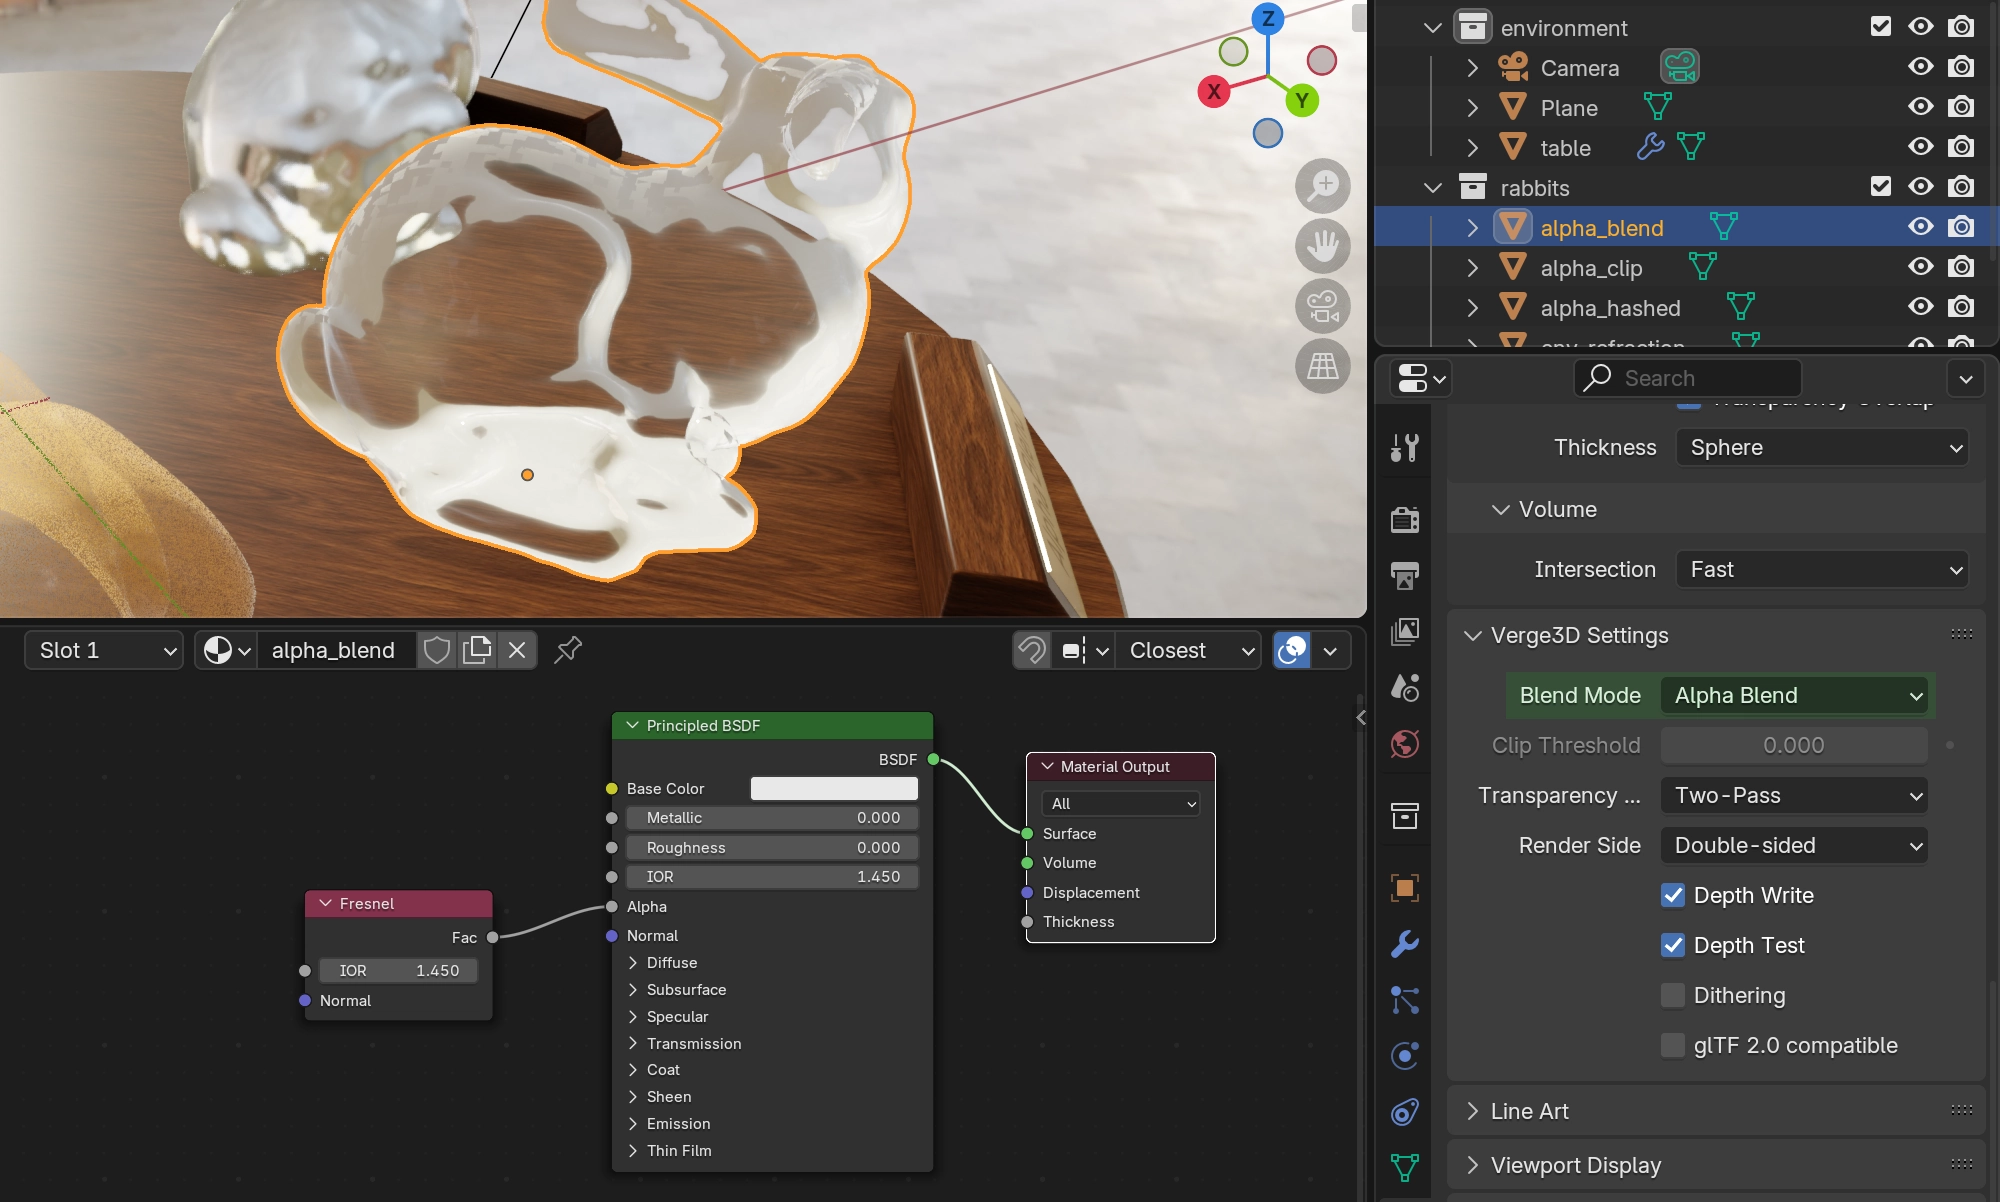 Z
X
Y
environment
Camera
Plane
table
rabbits
alpha_blend
alpha_clip
alpha_hashed
Search
Thickness Sphere
Volume
Intersection Fast
Verge3D Settings
Blend Mode Alpha Blend
Clip Threshold 0.000
Transparency ... Two-Pass
Render Side Double-sided
Depth Write
Depth Test
Dithering
glTF 2.0 compatible
Line Art
Viewport Display
Slot 1 alpha_blend Closest
Principled BSDF
BSDF
Base Color
Metallic 0.000
Roughness 0.000
IOR 1.450
Alpha
Normal
Diffuse
Subsurface
Specular
Transmission
Coat
Sheen
Emission
Thin Film
Fresnel
Fac
IOR 1.450
Normal
Material Output
All
Surface
Volume
Displacement
Thickness